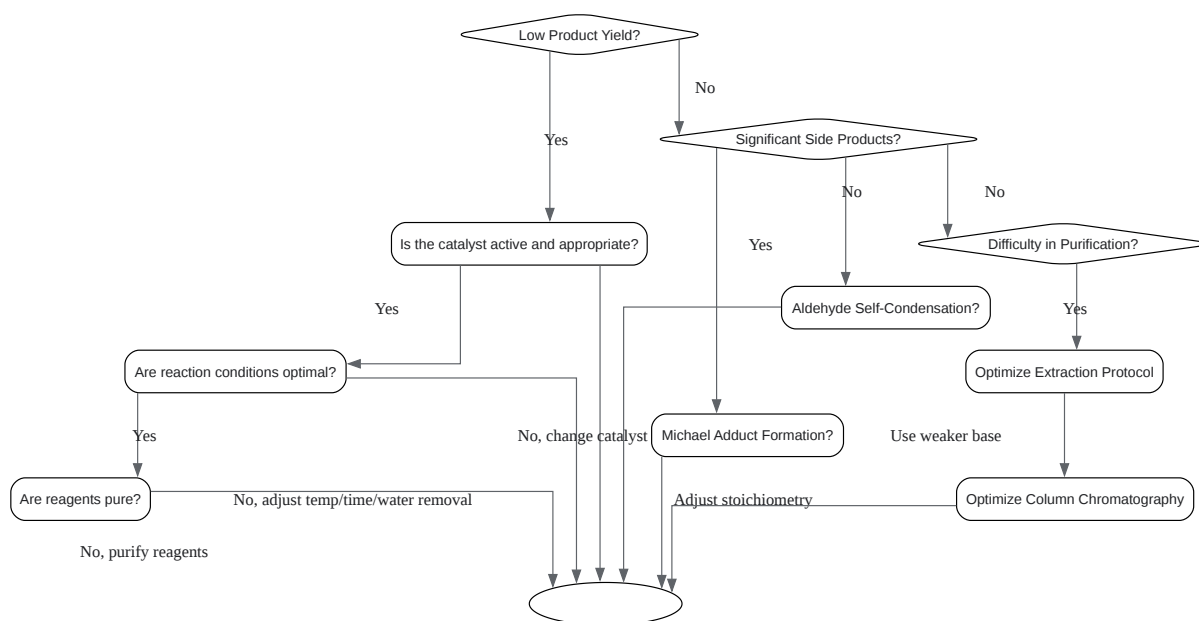 Low Product Yield?
No
Significant Side Products?
Yes
No
No
Is the catalyst active and appropriate?
Yes
Difficulty in Purification?
Aldehyde Self-Condensation?
Yes
Yes
Are reaction conditions optimal?
Optimize Extraction Protocol
Yes
No, change catalyst
Michael Adduct Formation?
Use weaker base
Are reagents pure?
No, adjust temp/time/water removal
Adjust stoichiometry
Optimize Column Chromatography
No, purify reagents